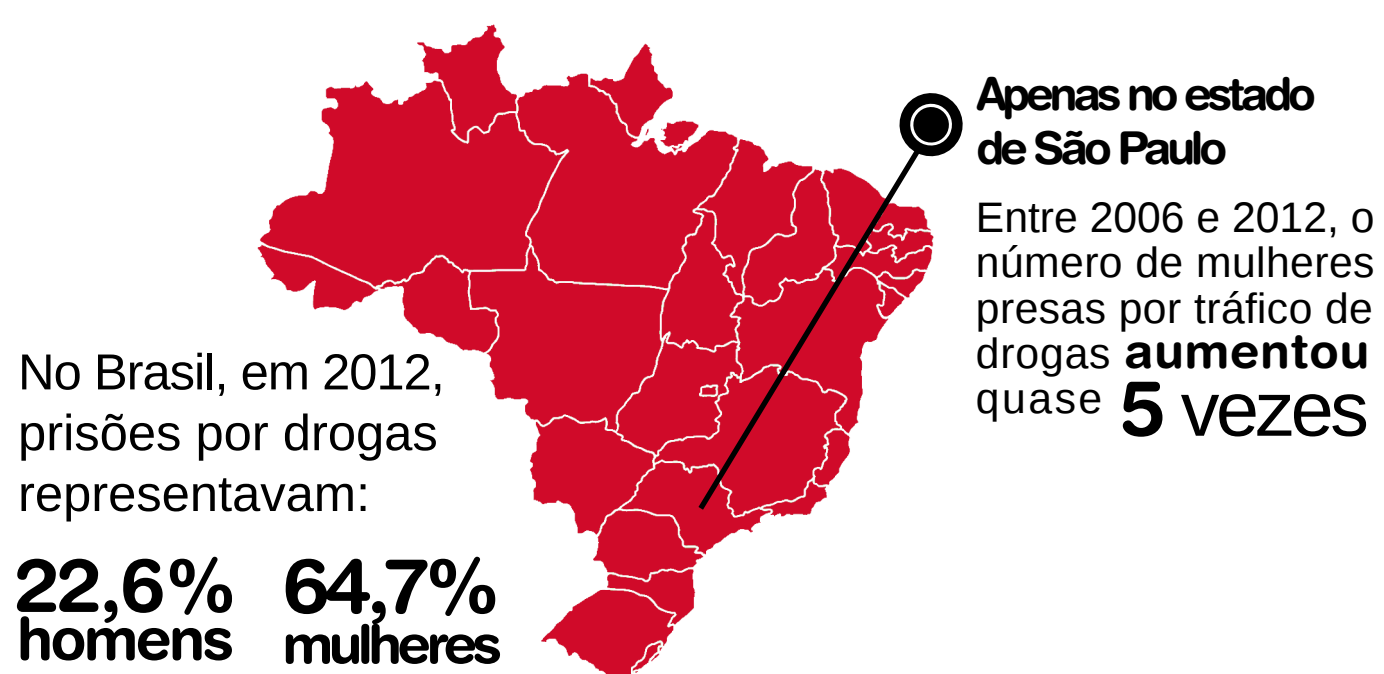 Apenas no estado
de São Paulo
Entre 2006 e 2012, o
número de mulheres
presas por tráfico de
drogas aumentou
quase 5 vezes
No Brasil, em 2012,
prisões por drogas
representavam:
22,6% 64,7%
homens mulheres